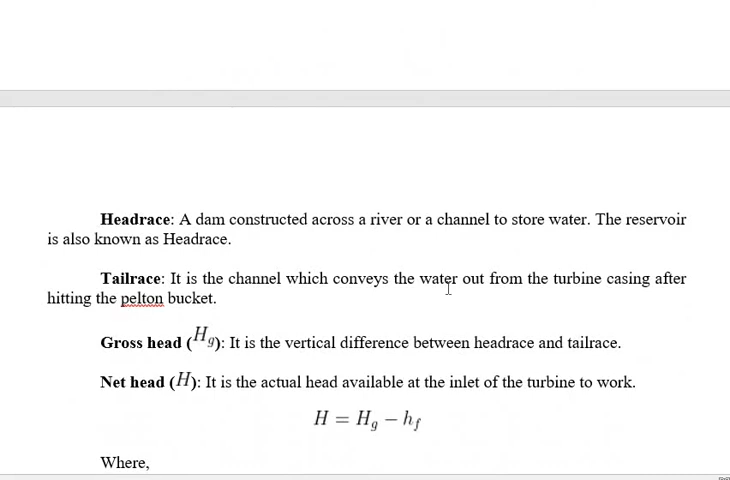 Headrace: A dam constructed across a river or a channel to store water. The reservoir
is also known as Headrace.
Tailrace: It is the channel which conveys the water out from the turbine casing after
hitting the pelton bucket.
Gross head (H_g): It is the vertical difference between headrace and tailrace.
Net head (H): It is the actual head available at the inlet of the turbine to work.
H = H_g − h_f
Where,